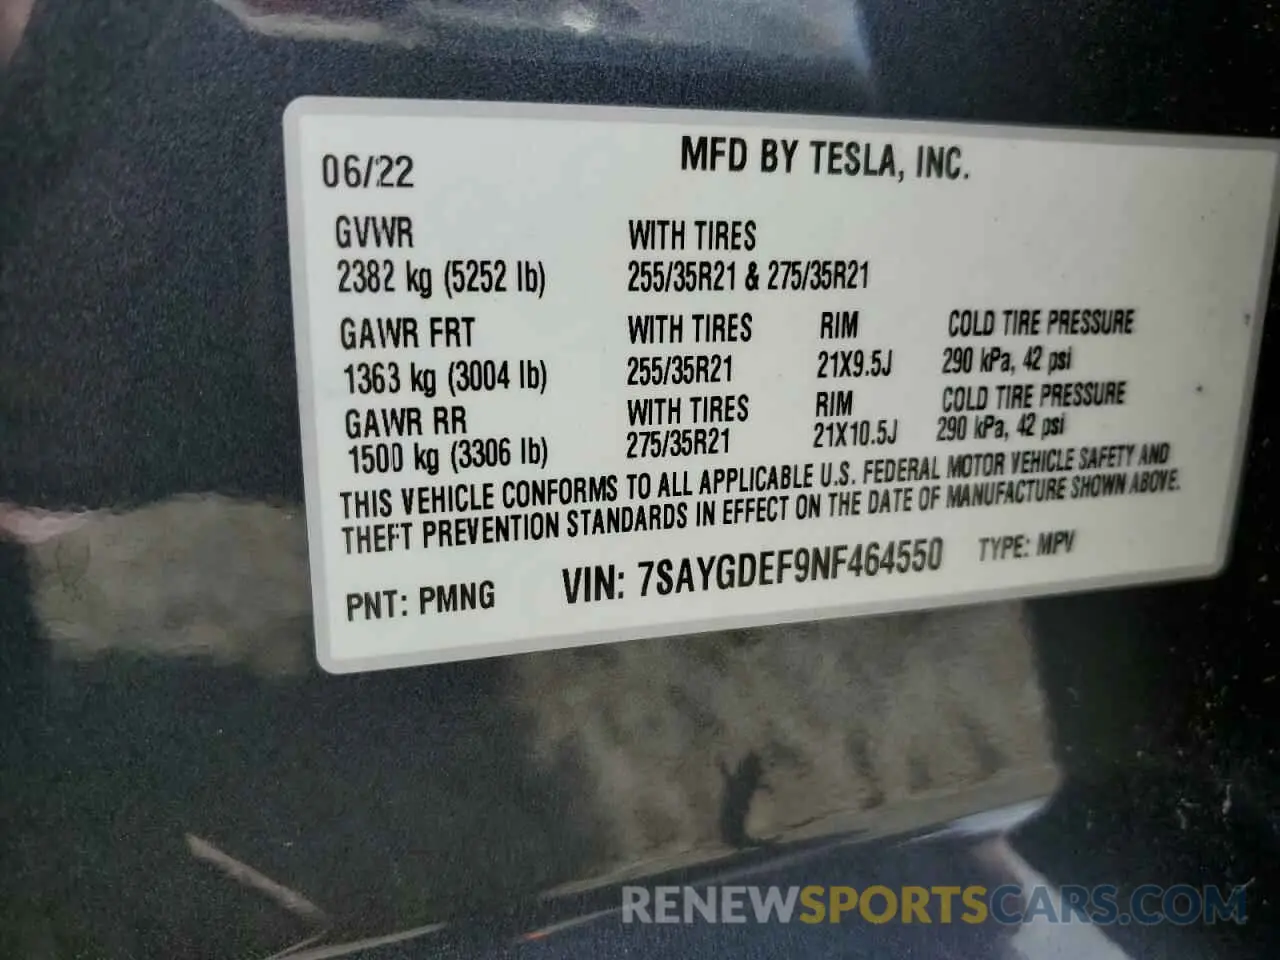 06/22 MFD BY TESLA, INC.
GVWR WITH TIRES
2382 kg (5252 lb) 255/35R21 & 275/35R21
GAWR FRT WITH TIRES RIM COLD TIRE PRESSURE
1363 kg (3004 lb) 255/35R21 21X9.5J 290 kPa, 42 psi
GAWR RR WITH TIRES RIM COLD TIRE PRESSURE
1500 kg (3306 lb) 275/35R21 21X10.5J 290 kPa, 42 psi
THIS VEHICLE CONFORMS TO ALL APPLICABLE U.S. FEDERAL MOTOR VEHICLE SAFETY AND
THEFT PREVENTION STANDARDS IN EFFECT ON THE DATE OF MANUFACTURE SHOWN ABOVE.
PNT: PMNG VIN: 7SAYGDEF9NF464550 TYPE: MPV
RENEWSPORTSCARS.COM